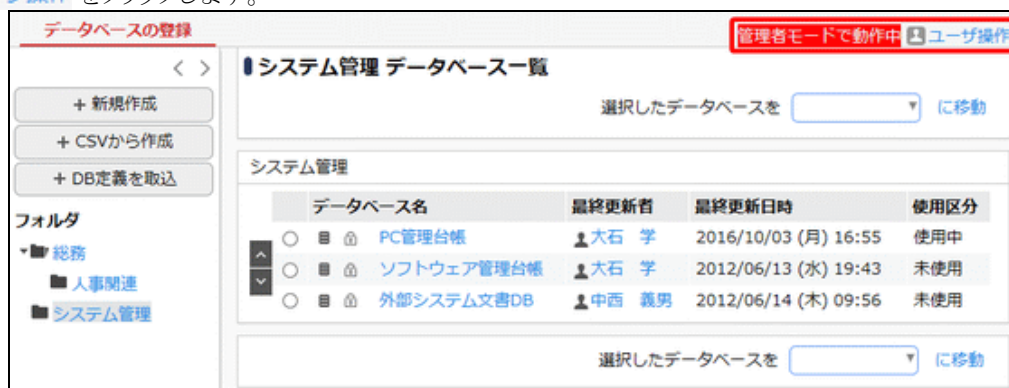 をクリックします。
データベースの登録
管理者モードで動作中 ユーザ操作
< >
+ 新規作成
+ CSVから作成
+ DB定義を取込
フォルダ
総務
人事関連
システム管理
システム管理 データベース一覧
選択したデータベースを に移動
システム管理
データベース名 最終更新者 最終更新日時 使用区分
PC管理台帳 大石 学 2016/10/03 (月) 16:55 使用中
ソフトウェア管理台帳 大石 学 2012/06/13 (水) 19:43 未使用
外部システム文書DB 中西 義男 2012/06/14 (木) 09:56 未使用
選択したデータベースを に移動